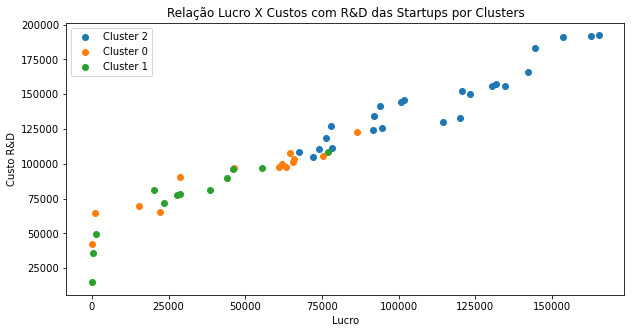 Relação Lucro X Custos com R&D das Startups por Clusters
Cluster 2
Cluster 0
Cluster 1
200000
175000
150000
125000
100000
75000
50000
25000
Custo R&D
0 25000 50000 75000 100000 125000 150000
Lucro